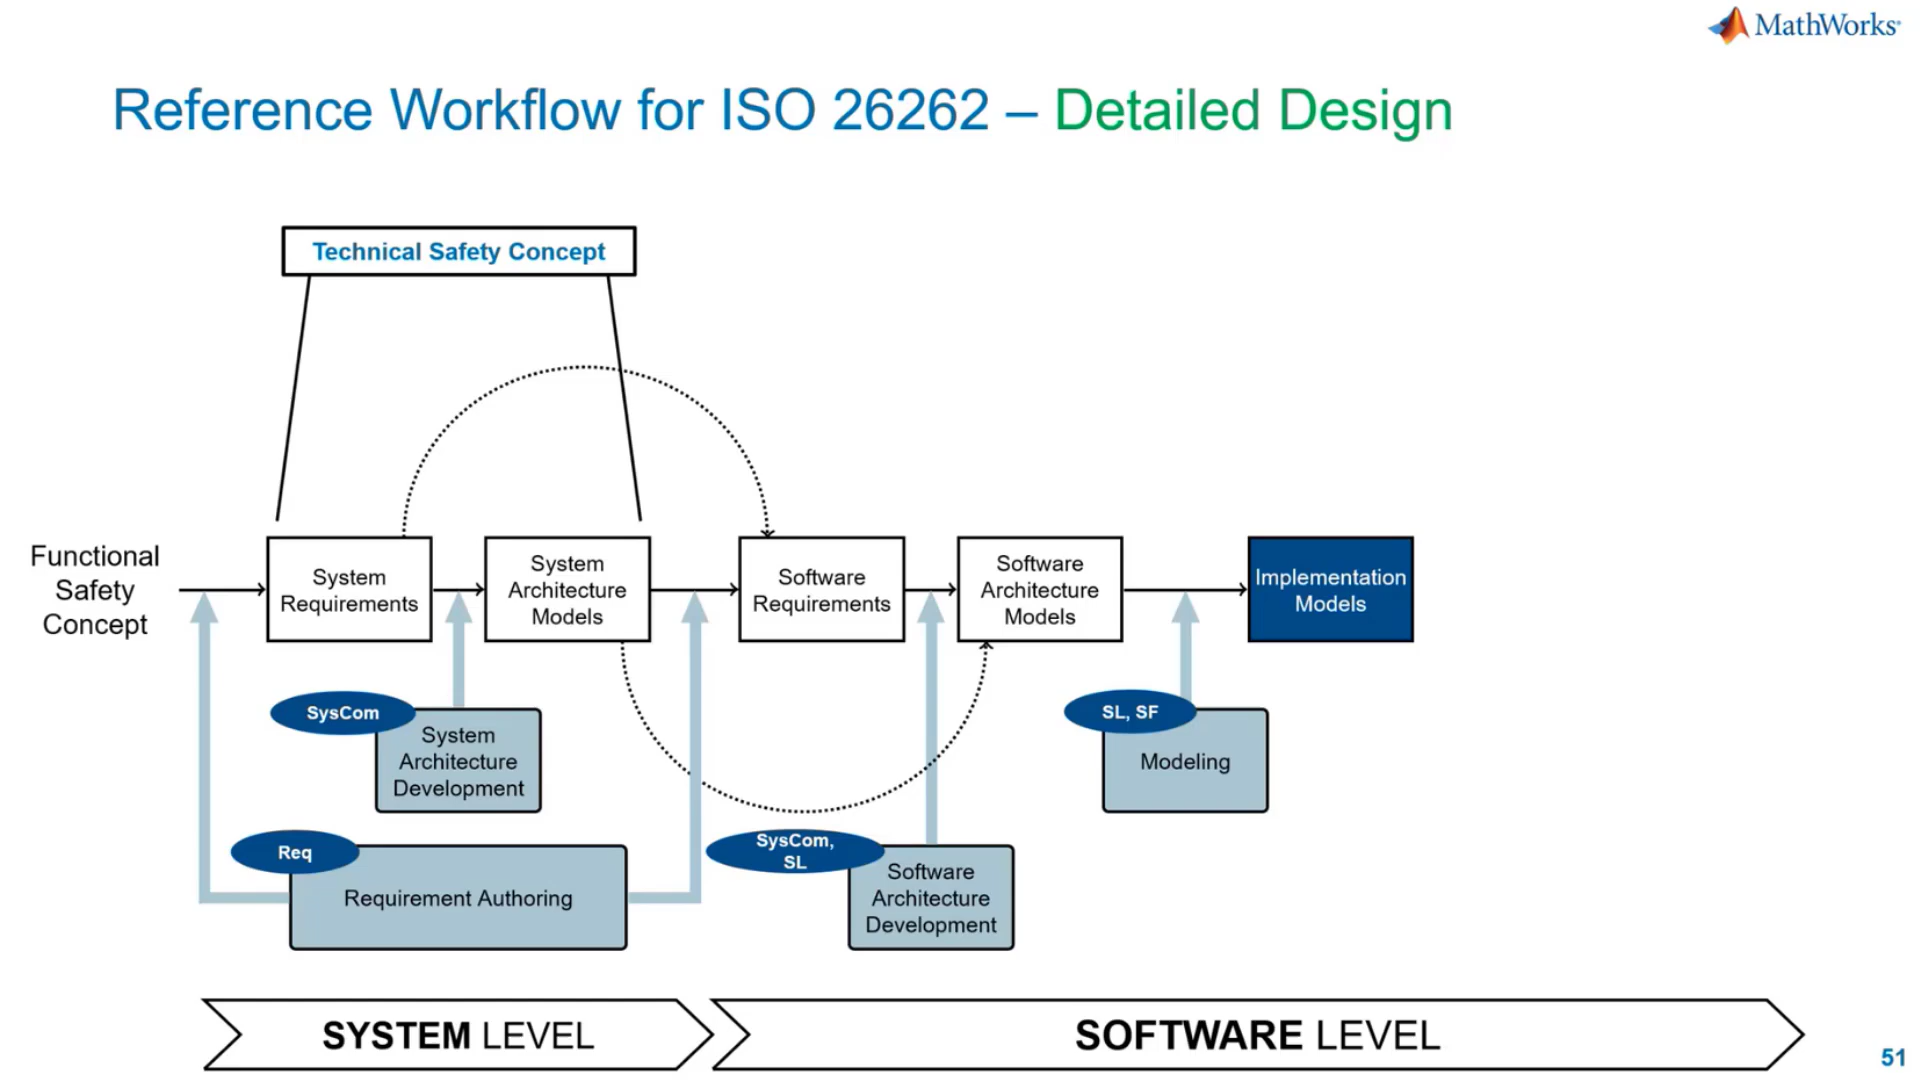 MathWorks®
Reference Workflow for ISO 26262 – Detailed Design
Technical Safety Concept
Functional
Safety
Concept
System
Requirements
System
Architecture
Models
Software
Requirements
Software
Architecture
Models
Implementation
Models
SysCom
System
Architecture
Development
SL, SF
Modeling
Req
Requirement Authoring
SysCom,
SL
Software
Architecture
Development
SYSTEM LEVEL
SOFTWARE LEVEL
51